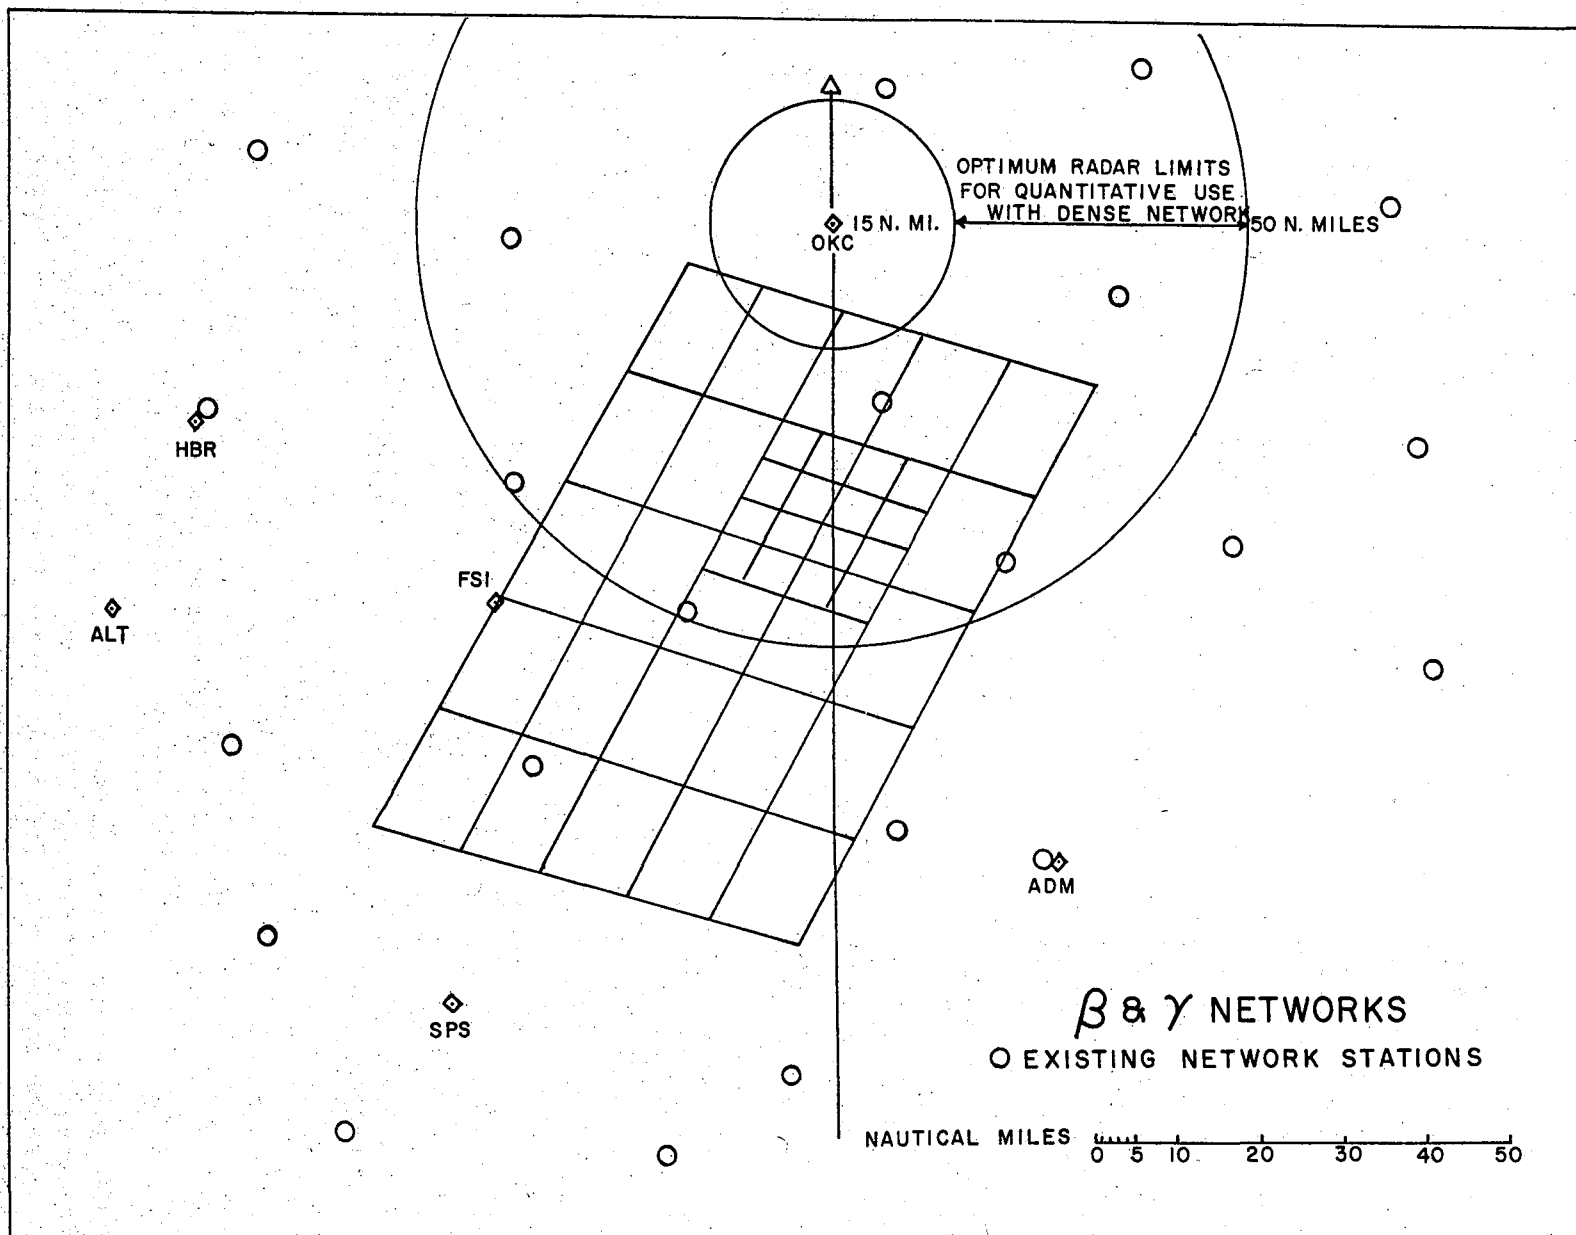 OPTIMUM RADAR LIMITS
FOR QUANTITATIVE USE
WITH DENSE NETWORK
15 N. MI.
50 N. MILES
OKC
HBR
FSI
ALT
ADM
SPS
β & γ NETWORKS
O EXISTING NETWORK STATIONS
NAUTICAL MILES
0 5 10 20 30 40 50